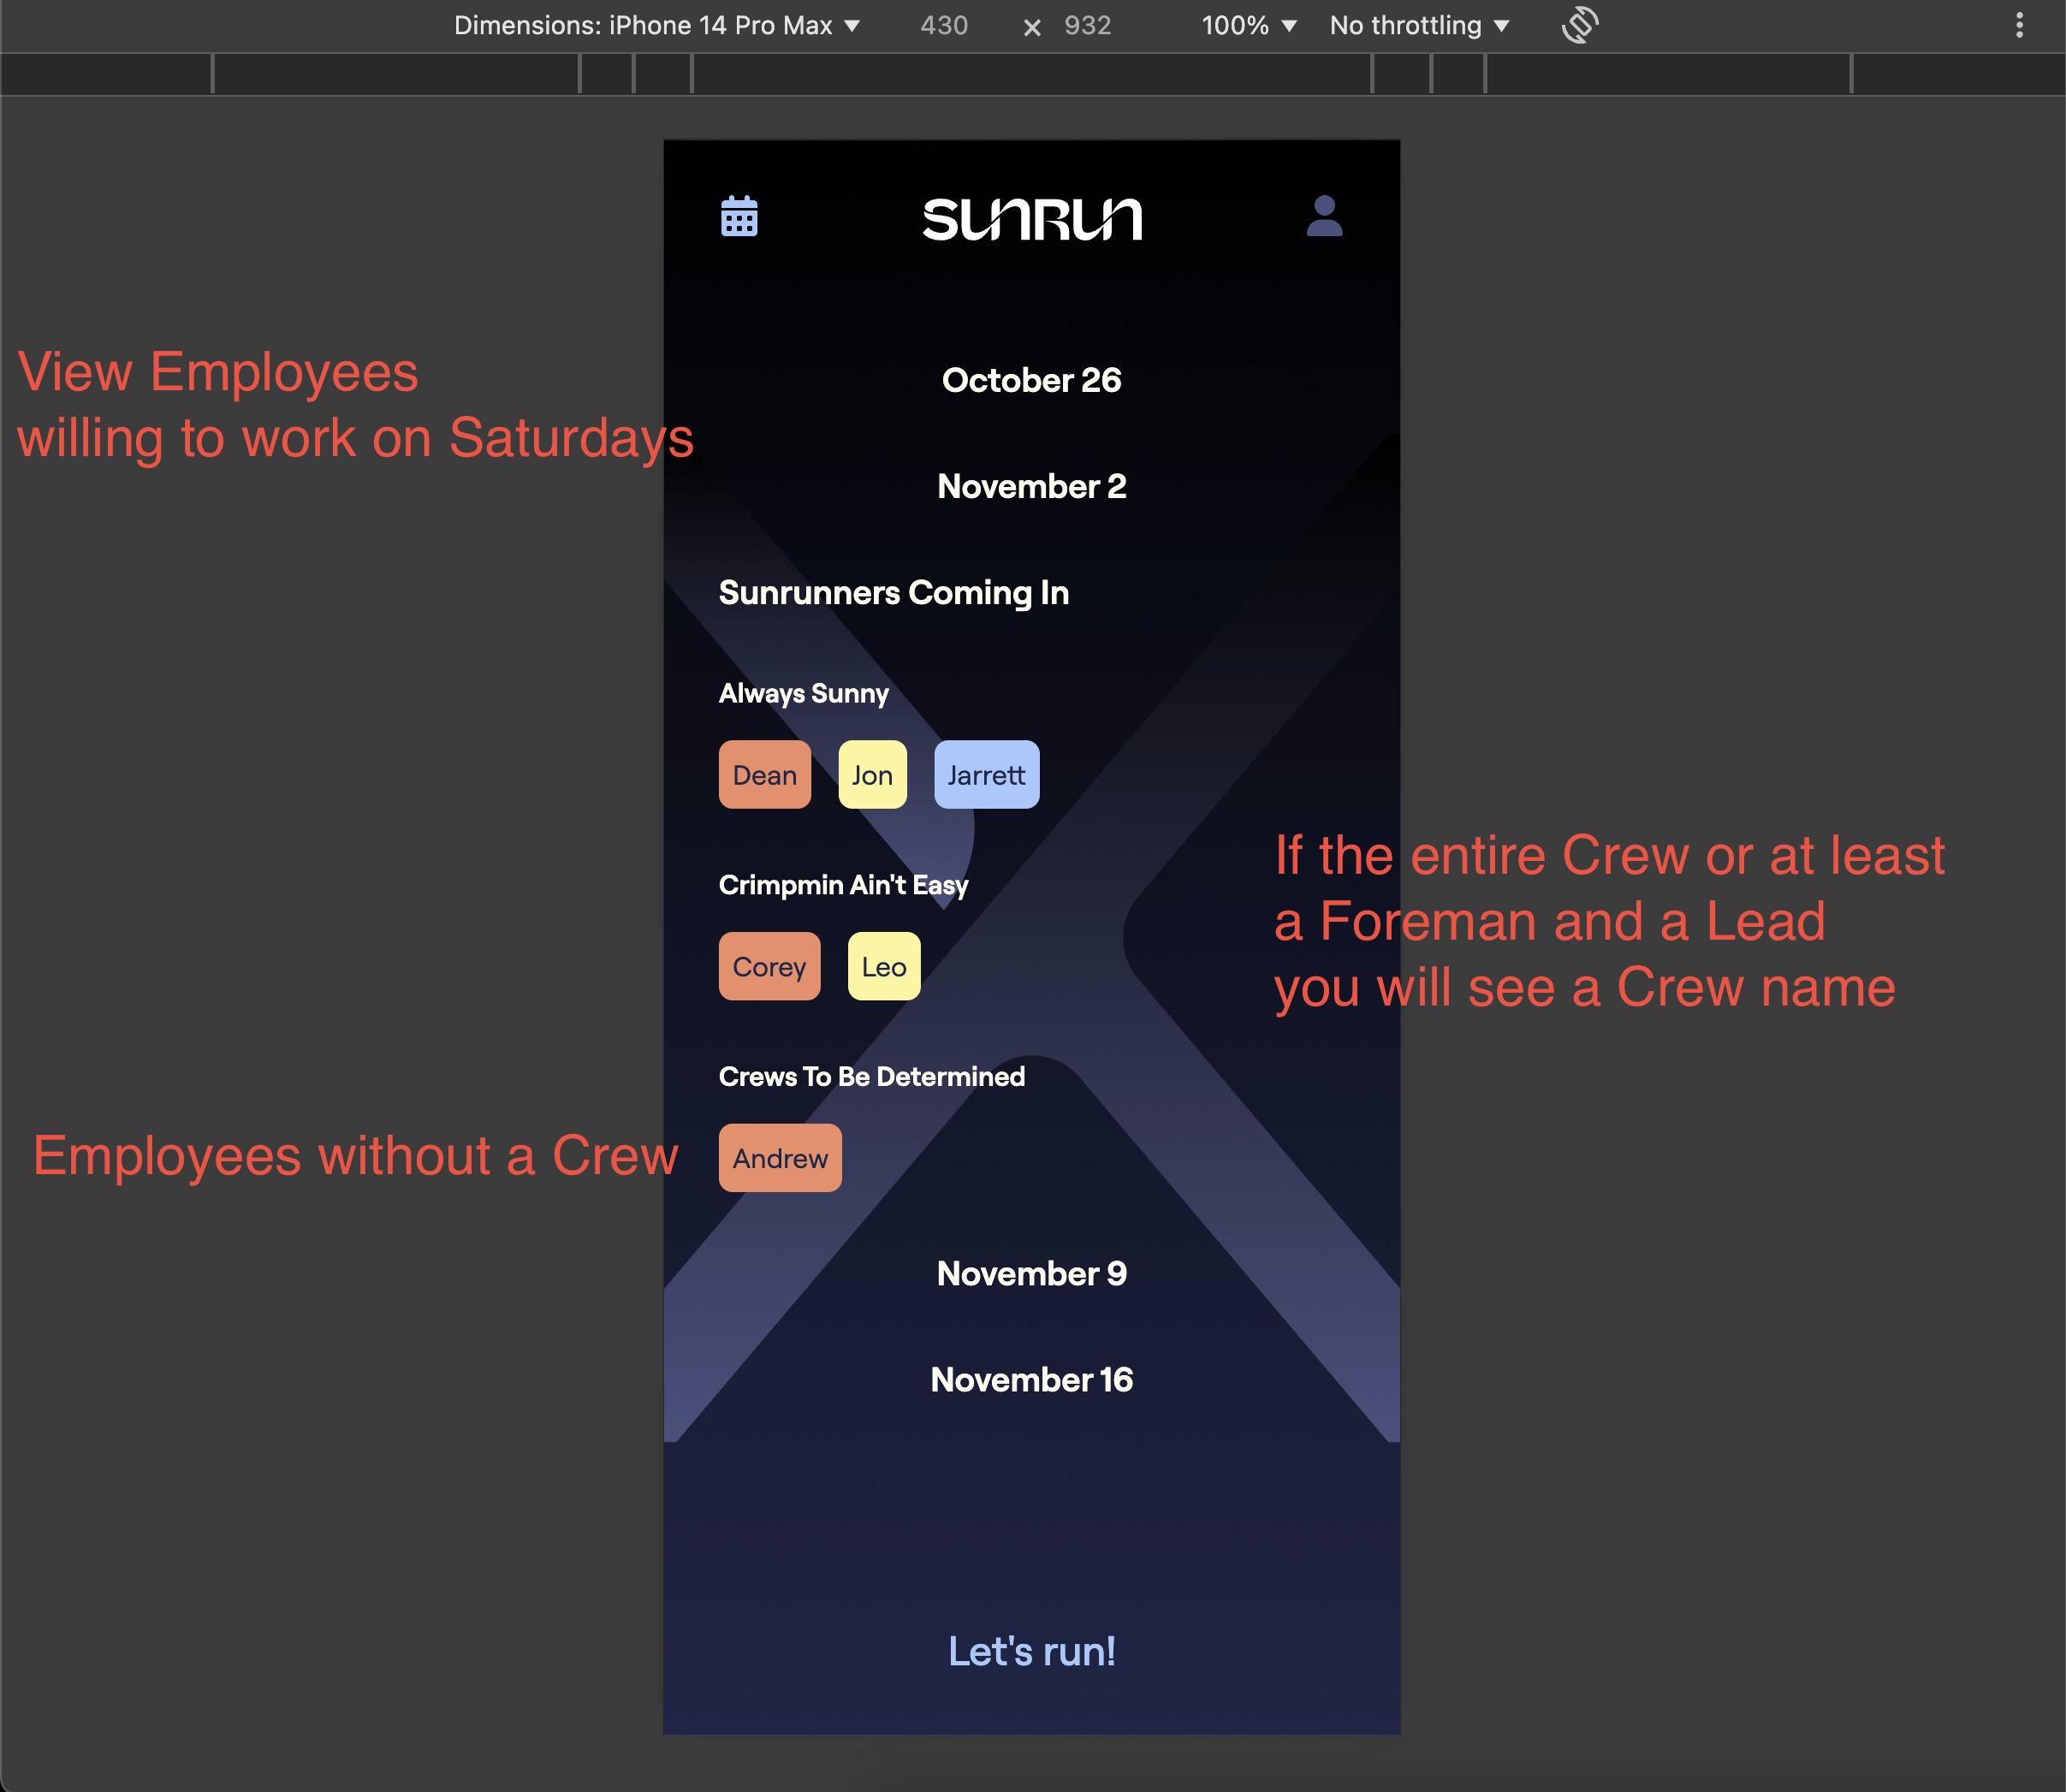 Dimensions: iPhone 14 Pro Max ▼ 430 × 932 100% ▼ No throttling ▼
SUNRUN
View Employees
willing to work on Saturdays
October 26
November 2
Sunrunners Coming In
Always Sunny
Dean Jon Jarrett
Crimpmin Ain't Easy
Corey Leo
If the entire Crew or at least
a Foreman and a Lead
you will see a Crew name
Crews To Be Determined
Employees without a Crew
Andrew
November 9
November 16
Let's run!